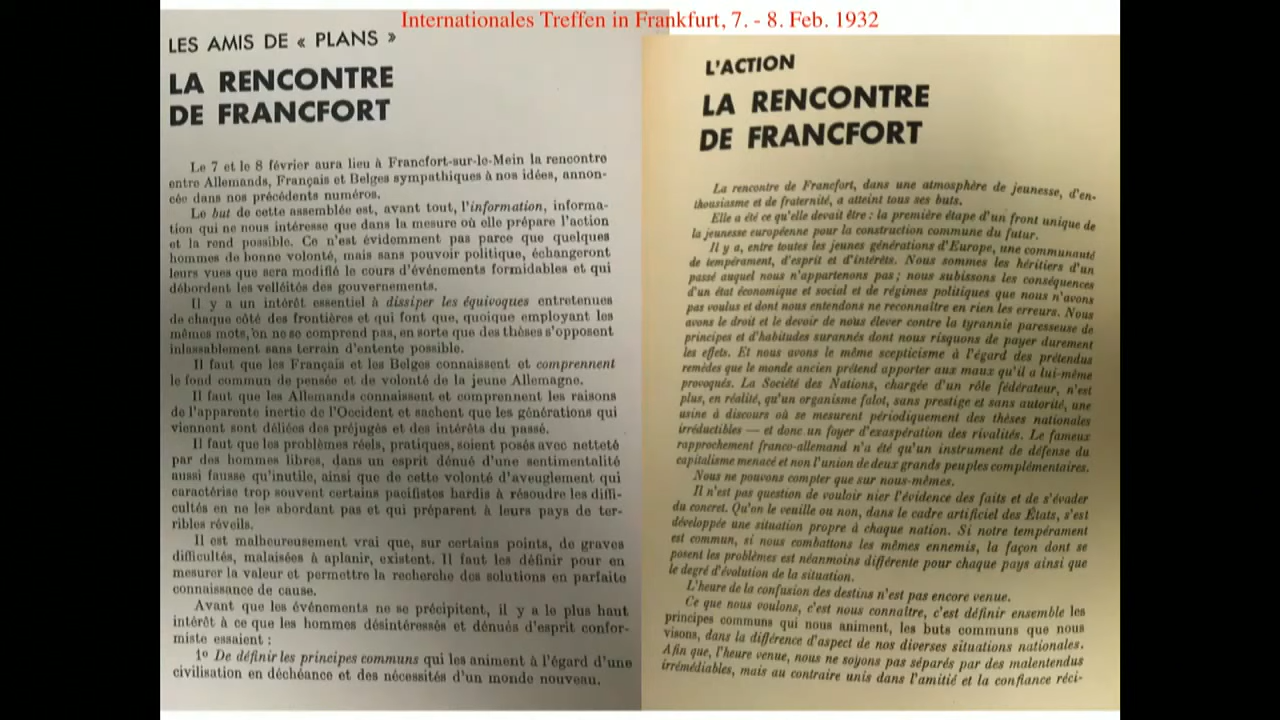 Internationales Treffen in Frankfurt, 7. - 8. Feb. 1932
LES AMIS DE « PLANS »
LA RENCONTRE
DE FRANCFORT
Le 7 et le 8 février aura lieu à Francfort-sur-le-Mein la rencontre
entre Allemands, Français et Belges sympathiques à nos idées, annon-
cée dans nos précédents numéros.
Le but de cette assemblée est, avant tout, l'information, informa-
tion qui ne nous intéresse que dans la mesure où elle prépare l'action
et la rend possible. Ce n'est évidemment pas parce que quelques
hommes de bonne volonté, mais sans pouvoir politique, échangeront
leurs vues que sera modifié le cours d'événements formidables et qui
débordent les velléités des gouvernements.
Il y a un intérêt essentiel à dissiper les équivoques entretenues
de chaque côté des frontières et qui font que, quoique employant les
mêmes mots, on ne se comprend pas, en sorte que des thèses s'opposent
inlassablement sans terrain d'entente possible.
Il faut que les Français et les Belges connaissent et comprennent
le fond commun de pensée et de volonté de la jeune Allemagne.
Il faut que les Allemands connaissent et comprennent les raisons
de l'apparente inertie de l'Occident et sachent que les générations qui
viennent sont déliées des préjugés et des intérêts du passé.
Il faut que les problèmes réels, pratiques, soient posés avec netteté
par des hommes libres, dans un esprit dénué d'une sentimentalité
aussi fausse qu'inutile, ainsi que de cette volonté d'aveuglement qui
caractérise trop souvent certains pacifistes hardis à résoudre les diffi-
cultés en ne les abordant pas et qui préparent à leurs pays de ter-
ribles réveils.
Il est malheureusement vrai que, sur certains points, de graves
difficultés, malaisées à aplanir, existent. Il faut les définir pour en
mesurer la valeur et permettre la recherche des solutions en parfaite
connaissance de cause.
Avant que les événements ne se précipitent, il y a le plus haut
intérêt à ce que les hommes désintéressés et dénués d'esprit confor-
miste essaient :
1º De définir les principes communs qui les animent à l'égard d'une
civilisation en déchéance et des nécessités d'un monde nouveau.
L'ACTION
LA RENCONTRE
DE FRANCFORT
La rencontre de Francfort, dans une atmosphère de jeunesse, d'en-
thousiasme et de fraternité, a atteint tous ses buts.
Elle a été ce qu'elle devait être : la première étape d'un front unique de
la jeunesse européenne pour la construction commune du futur.
Il y a, entre toutes les jeunes générations d'Europe, une communauté
de tempérament, d'esprit et d'intérêts. Nous sommes les héritiers d'un
passé auquel nous n'appartenons pas ; nous subissons les conséquences
d'un état économique et social et de régimes politiques que nous n'avons
pas voulus et dont nous entendons ne reconnaître en rien les erreurs. Nous
avons le droit et le devoir de nous élever contre la tyrannie paresseuse de
principes et d'habitudes surannés dont nous risquons de payer durement
les effets. Et nous avons le même scepticisme à l'égard des prétendus
remèdes que le monde ancien prétend apporter aux maux qu'il a lui-même
provoqués. La Société des Nations, chargée d'un rôle fédérateur, n'est
plus, en réalité, qu'un organisme falot, sans prestige et sans autorité, une
usine à discours où se mesurent périodiquement des thèses nationales
irréductibles — et donc un foyer d'exaspération des rivalités. Le fameux
rapprochement franco-allemand n'a été qu'un instrument de défense du
capitalisme menacé et non l'union de deux grands peuples complémentaires.
Nous ne pouvons compter que sur nous-mêmes.
Il n'est pas question de vouloir nier l'évidence des faits et de s'évader
du concret. Qu'on le veuille ou non, dans le cadre artificiel des États, s'est
développée une situation propre à chaque nation. Si notre tempérament
est commun, si nous combattons les mêmes ennemis, la façon dont se
posent les problèmes est néanmoins différente pour chaque pays ainsi que
le degré d'évolution de la situation.
L'heure de la confusion des destins n'est pas encore venue.
Ce que nous voulons, c'est nous connaître, c'est définir ensemble les
principes communs qui nous animent, les buts communs que nous
visons, dans la différence d'aspect de nos diverses situations nationales.
Afin que, l'heure venue, nous ne soyons pas séparés par des malentendus
irrémédiables, mais au contraire unis dans l'amitié et la confiance réci-